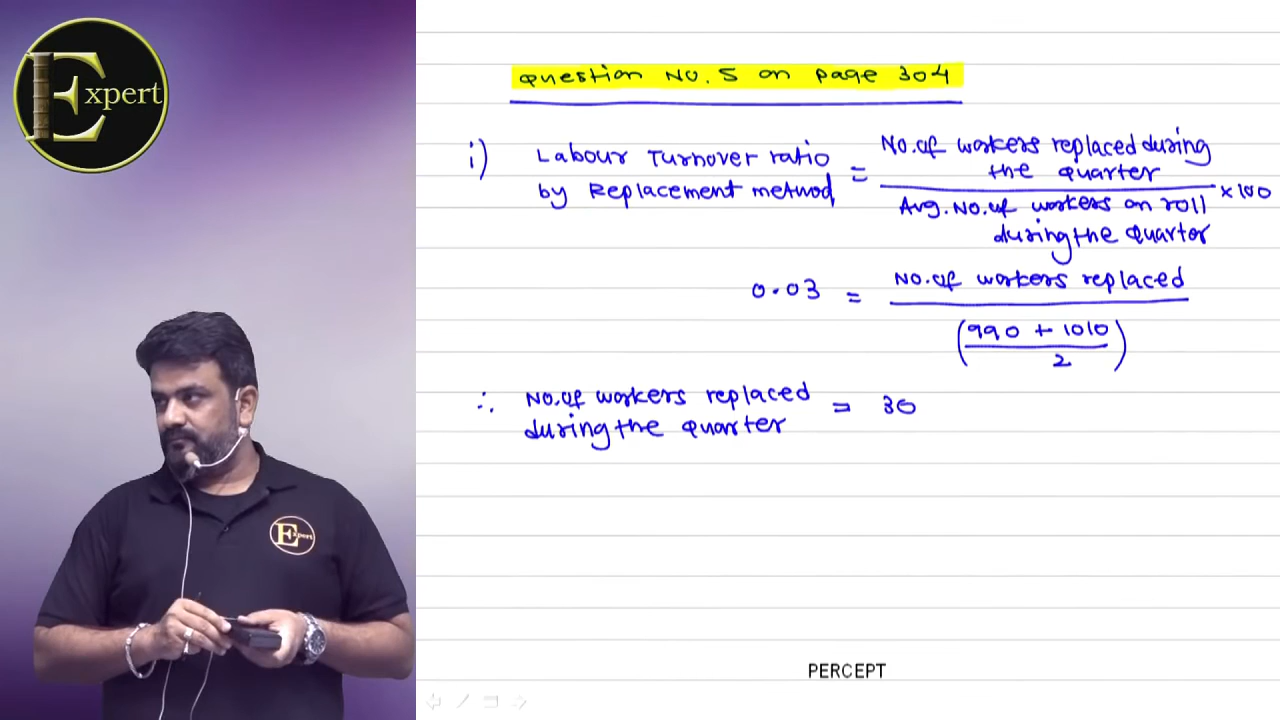 Expert
Question No. 5 on page 304
i) Labour Turnover ratio by Replacement method = No. of workers replaced during the quarter / Avg. No. of workers on roll during the quarter × 100
0.03 = No. of workers replaced / (990 + 1010 / 2)
∴ No. of workers replaced during the quarter = 30
Expert
PERCEPT